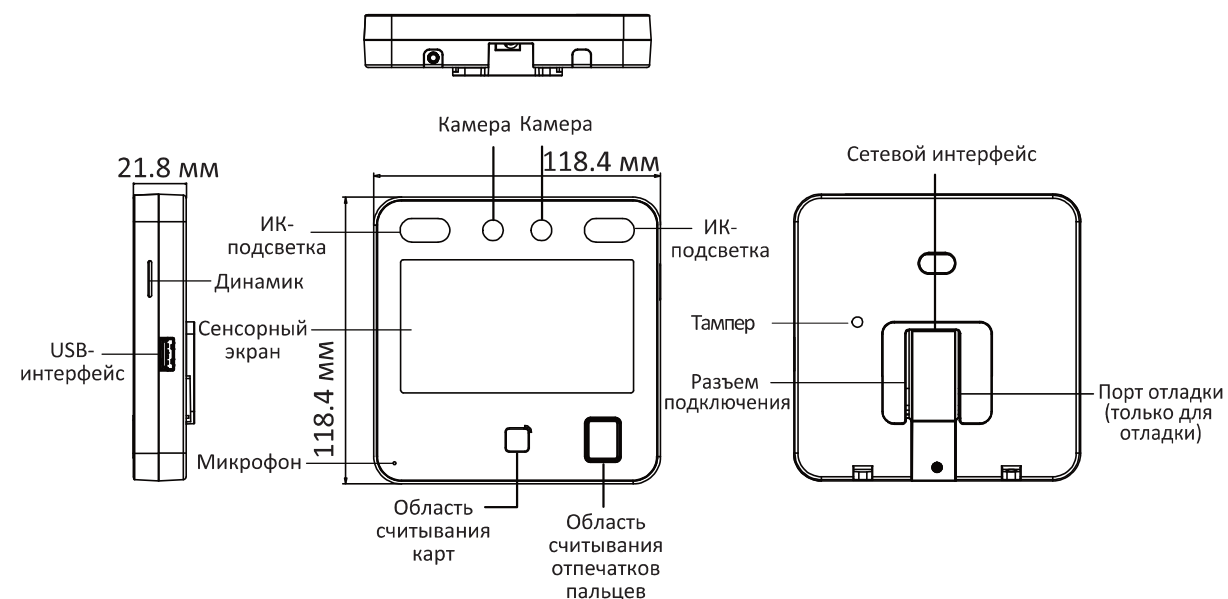 Камера Камера
21.8 мм
118.4 мм
Сетевой интерфейс
ИК-
подсветка
ИК-
подсветка
Динамик
Сенсорный
экран
USB-
интерфейс
118.4 мм
Микрофон
Область
считывания
карт
Область
считывания
отпечатков
пальцев
Тампер
Разъем
подключения
Порт отладки
(только для
отладки)